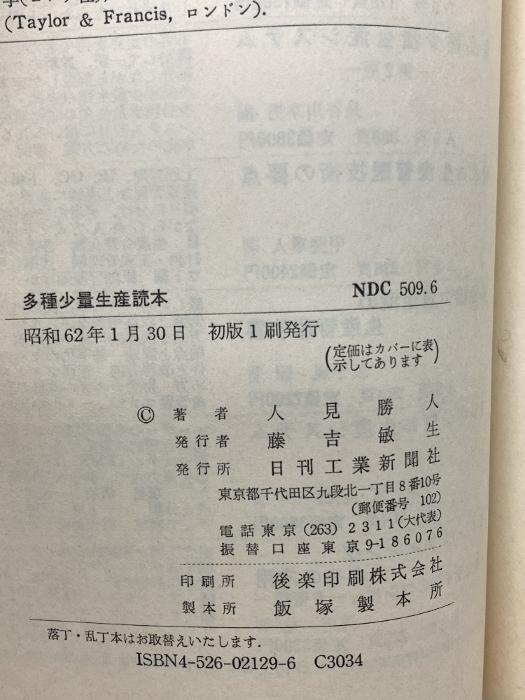 (Taylor & Francis, ロンドン).
多種少量生産読本
NDC 509.6
昭和62年1月30日 初版1刷発行
(定価はカバーに表
示してあります)
© 著者 人見勝人
発行者 藤吉敏生
発行所 日刊工業新聞社
東京都千代田区九段北一丁目8番10号
(郵便番号 102)
電話東京 (263) 2311 (大代表)
振替口座東京 9-186076
印刷所 後楽印刷株式会社
製本所 飯塚製本所
落丁・乱丁本はお取替えいたします.
ISBN4-526-02129-6 C3034